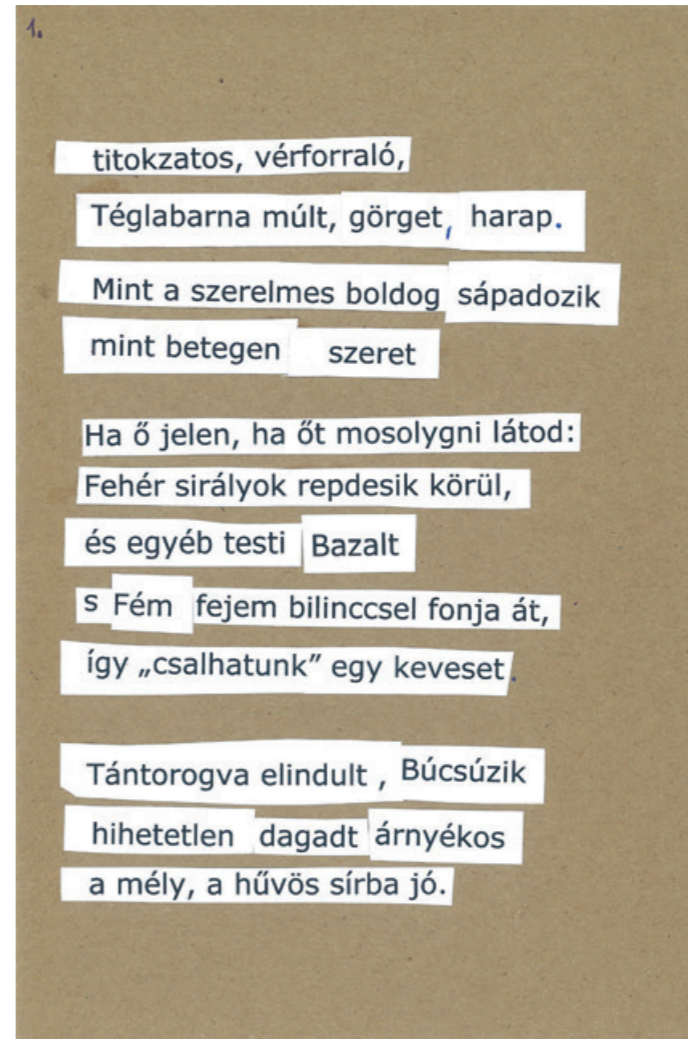 1.
titokzatos, vérforraló,
Téglabarna múlt, görget, harap.
Mint a szerelmes boldog sápadozik
mint betegen szeret
Ha ő jelen, ha őt mosolygni látod:
Fehér sirályok repdesik körül,
és egyéb testi Bazalt
s Fém fejem bilinccsel fonja át,
így „csalhatunk” egy keveset.
Tántorogva elindult , Búcsúzik
hihetetlen dagadt árnyékos
a mély, a hűvös sírba jó.